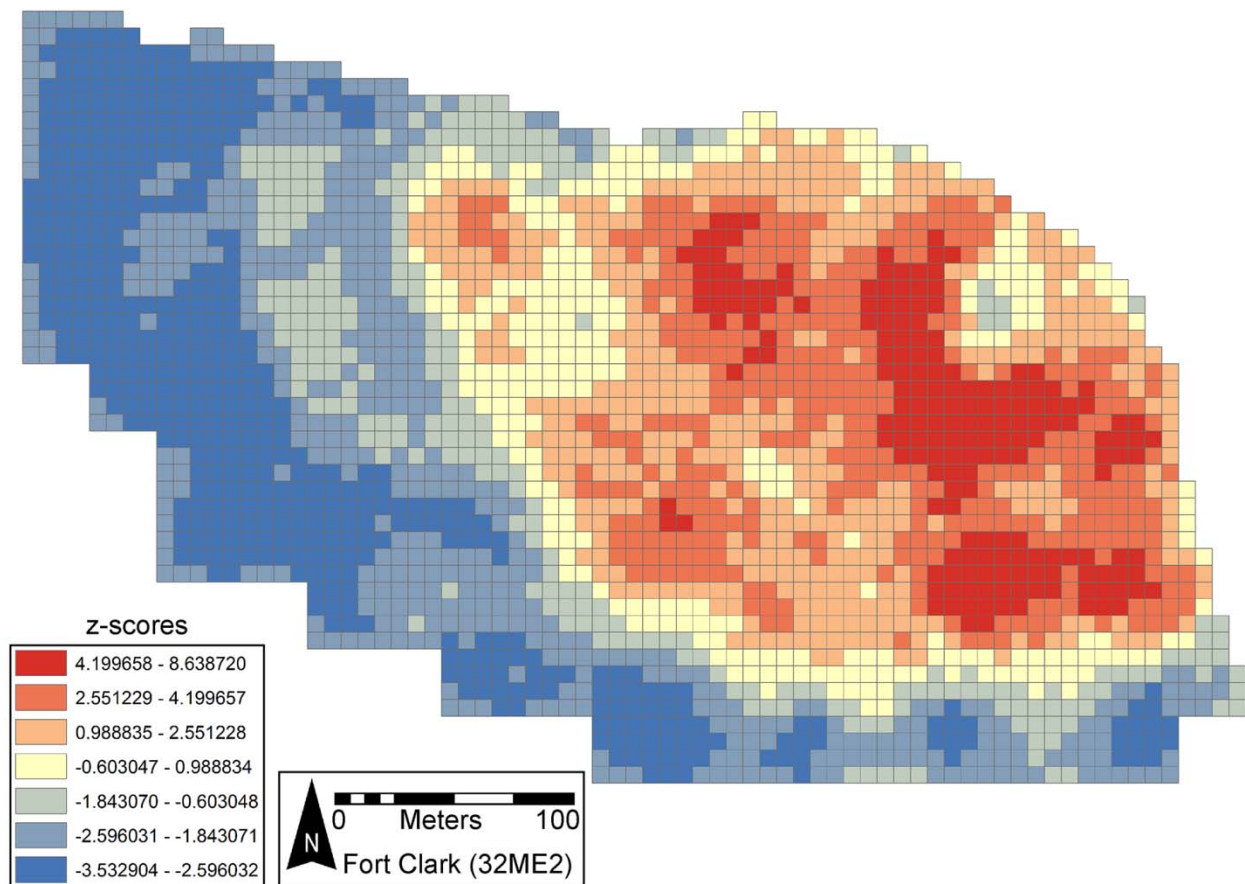 z-scores
4.199658 - 8.638720
2.551229 - 4.199657
0.988835 - 2.551228
-0.603047 - 0.988834
-1.843070 - -0.603048
-2.596031 - -1.843071
-3.532904 - -2.596032
N
0 Meters 100
Fort Clark (32ME2)